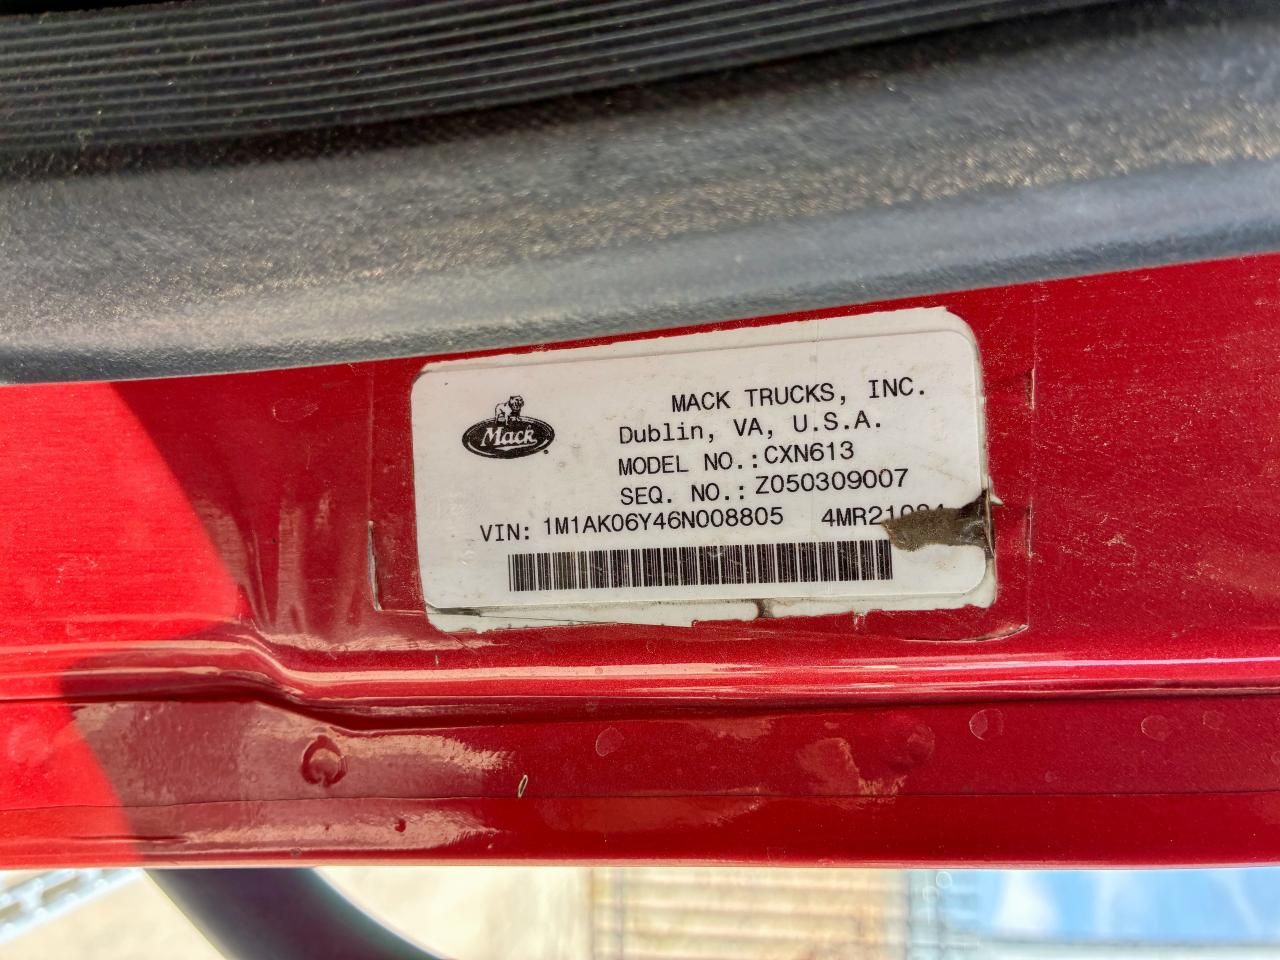 Mack
MACK TRUCKS, INC.
Dublin, VA, U.S.A.
MODEL NO.: CXN613
SEQ. NO.: Z050309007
VIN: 1M1AK06Y46N008805